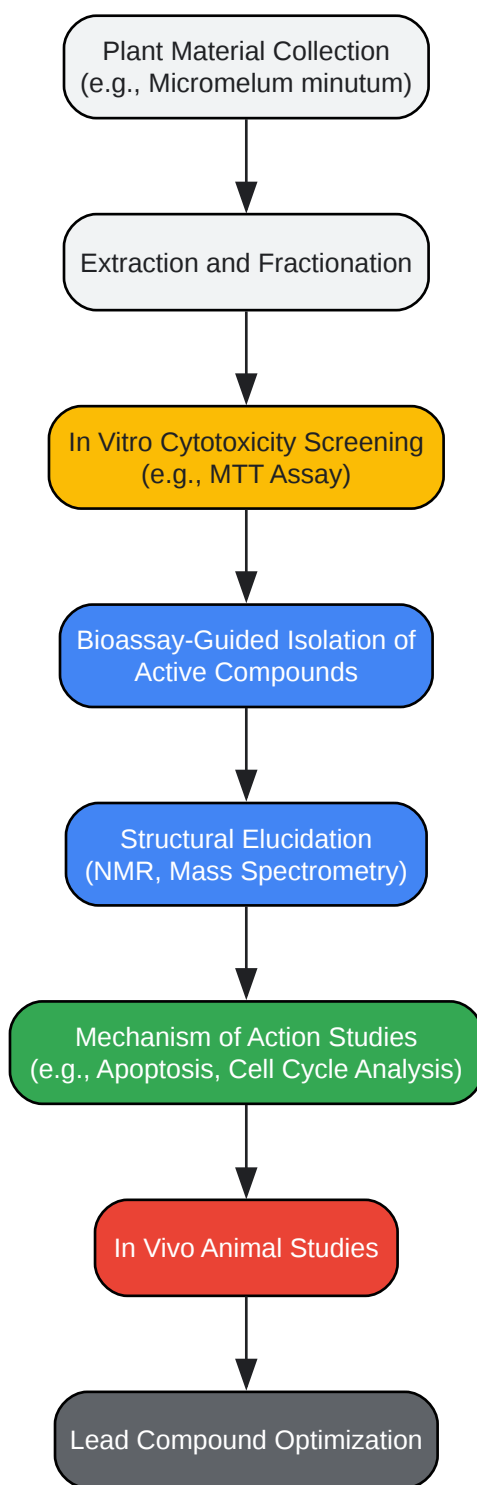 Plant Material Collection
(e.g., Micromelum minutum)
Extraction and Fractionation
In Vitro Cytotoxicity Screening
(e.g., MTT Assay)
Bioassay-Guided Isolation of
Active Compounds
Structural Elucidation
(NMR, Mass Spectrometry)
Mechanism of Action Studies
(e.g., Apoptosis, Cell Cycle Analysis)
In Vivo Animal Studies
Lead Compound Optimization